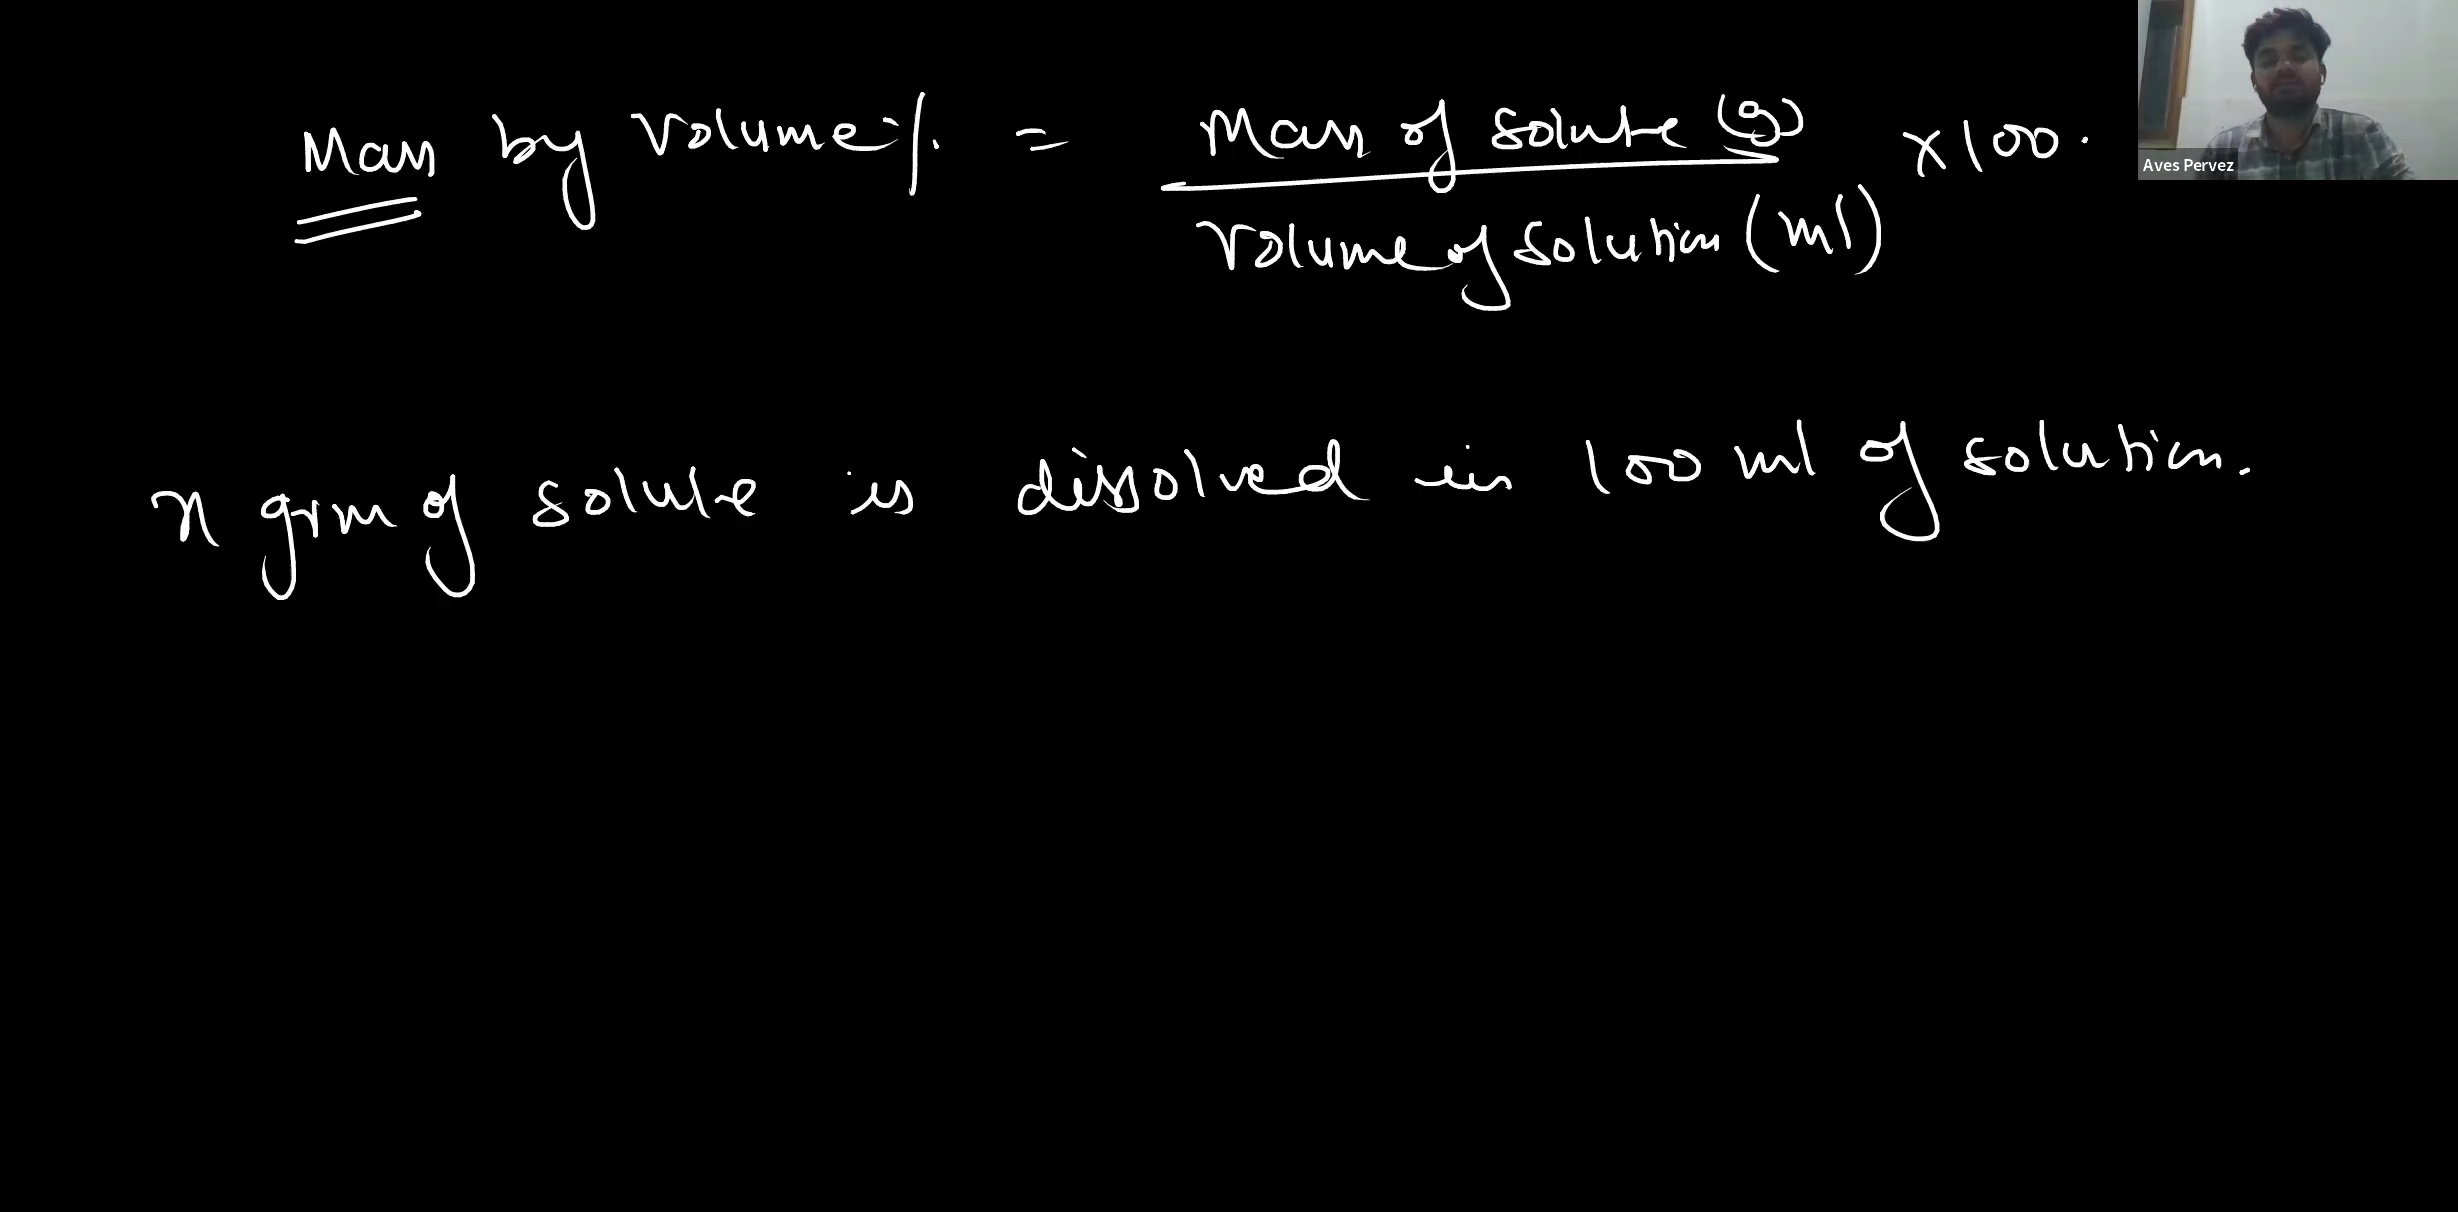 Mass by Volume % = Mass of solute (g) / Volume of solution (ml) × 100.
Aves Pervez
x grm of solute is dissolved in 100 ml of solution.